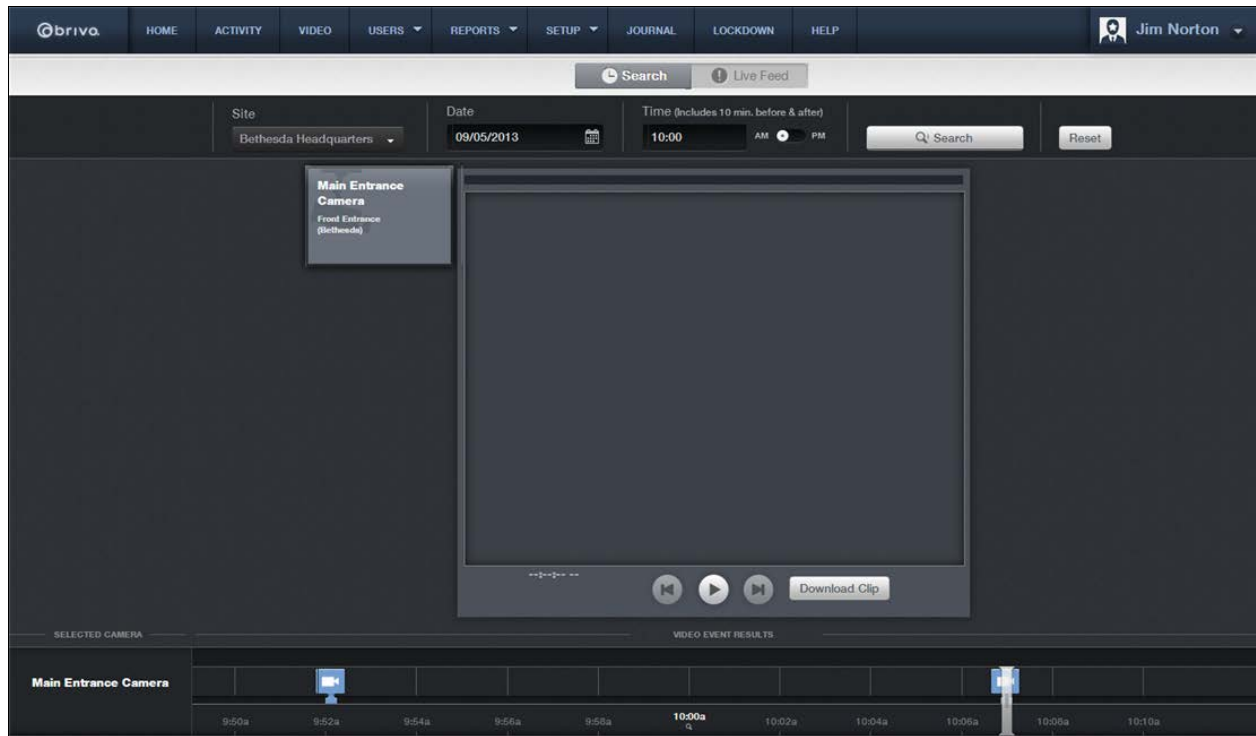 brivo.
HOME
ACTIVITY
VIDEO
USERS
REPORTS
SETUP
JOURNAL
LOCKDOWN
HELP
Jim Norton
Search
Live Feed
Site
Date
Time (Includes 10 min. before & after)
Bethesda Headquarters
09/05/2013
10:00
AM
PM
Search
Reset
Main Entrance
Camera
Front Entrance
(Bethesda)
--:--:-- --
Download Clip
SELECTED CAMERA
VIDEO EVENT RESULTS
Main Entrance Camera
9:50a
9:52a
9:54a
9:56a
9:58a
10:00a
10:02a
10:04a
10:06a
10:08a
10:10a